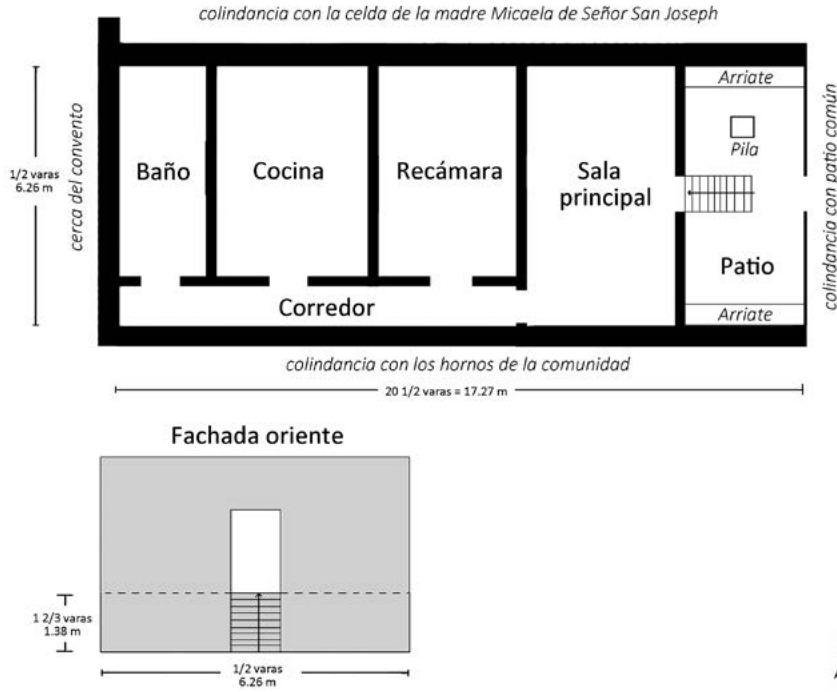 colindancia con la celda de la madre Micaela de Señor San Joseph
Arriate
cerca del convento
1/2 varas
6.26 m
Baño
Cocina
Recámara
Sala
principal
Pila
colindancia con patio común
Patio
Corredor
Arriate
colindancia con los hornos de la comunidad
20 1/2 varas = 17.27 m
Fachada oriente
1 2/3 varas
1.38 m
1/2 varas
6.26 m